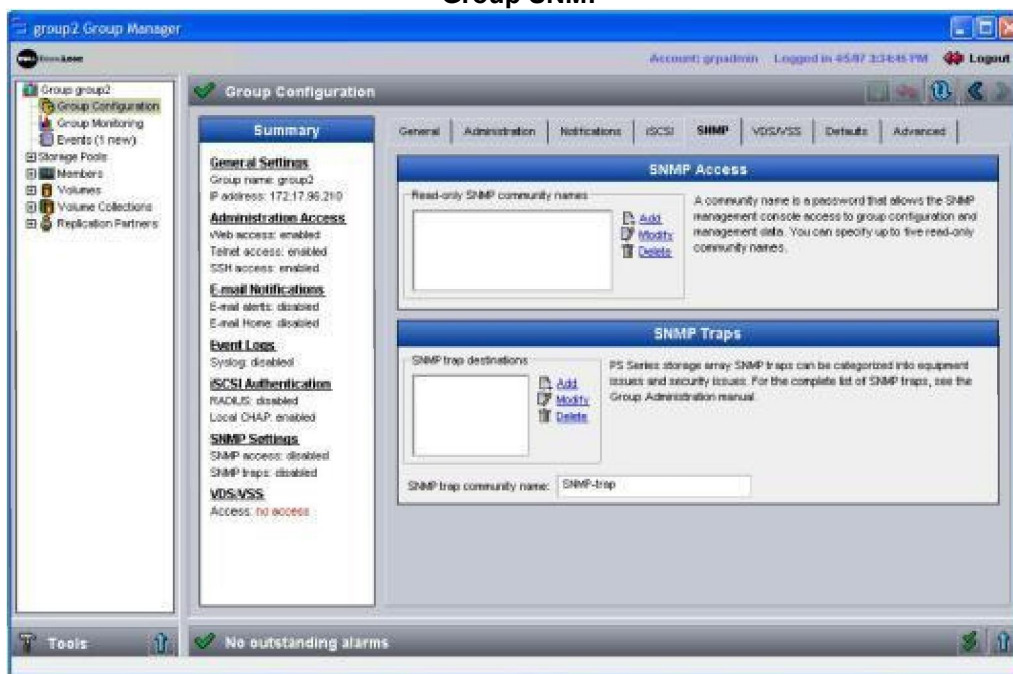 Group SNMP
group2 Group Manager
Account: grpadmin Logged in 4/5/07 Logout
Group group2
Group Configuration
Group Monitoring
Events (1 new)
Storage Pools
Members
Volumes
Volume Collections
Replication Partners
Group Configuration
Summary
General Settings
Group name: group2
IP address: 172.17.96.210
Administration Access
Web access: enabled
Telnet access: enabled
SSH access: enabled
E-mail Notifications
E-mail alerts: disabled
E-mail Home: disabled
Event Logs
Syslog: disabled
iSCSI Authentication
RADIUS: disabled
Local CHAP: enabled
SNMP Settings
SNMP access: disabled
SNMP traps: disabled
VDS/VSS
Access: no access
General Administration Notifications iSCSI SNMP VDS/VSS Defaults Advanced
SNMP Access
Read-only SNMP community names
Add
Modify
Delete
A community name is a password that allows the SNMP
management console access to group configuration and
management data. You can specify up to five read-only
community names.
SNMP Traps
SNMP trap destinations
Add
Modify
Delete
PS Series storage array SNMP traps can be categorized into equipment
issues and security issues. For the complete list of SNMP traps, see the
Group Administration manual.
SNMP trap community name: SNMP-trap
Tools
No outstanding alarms